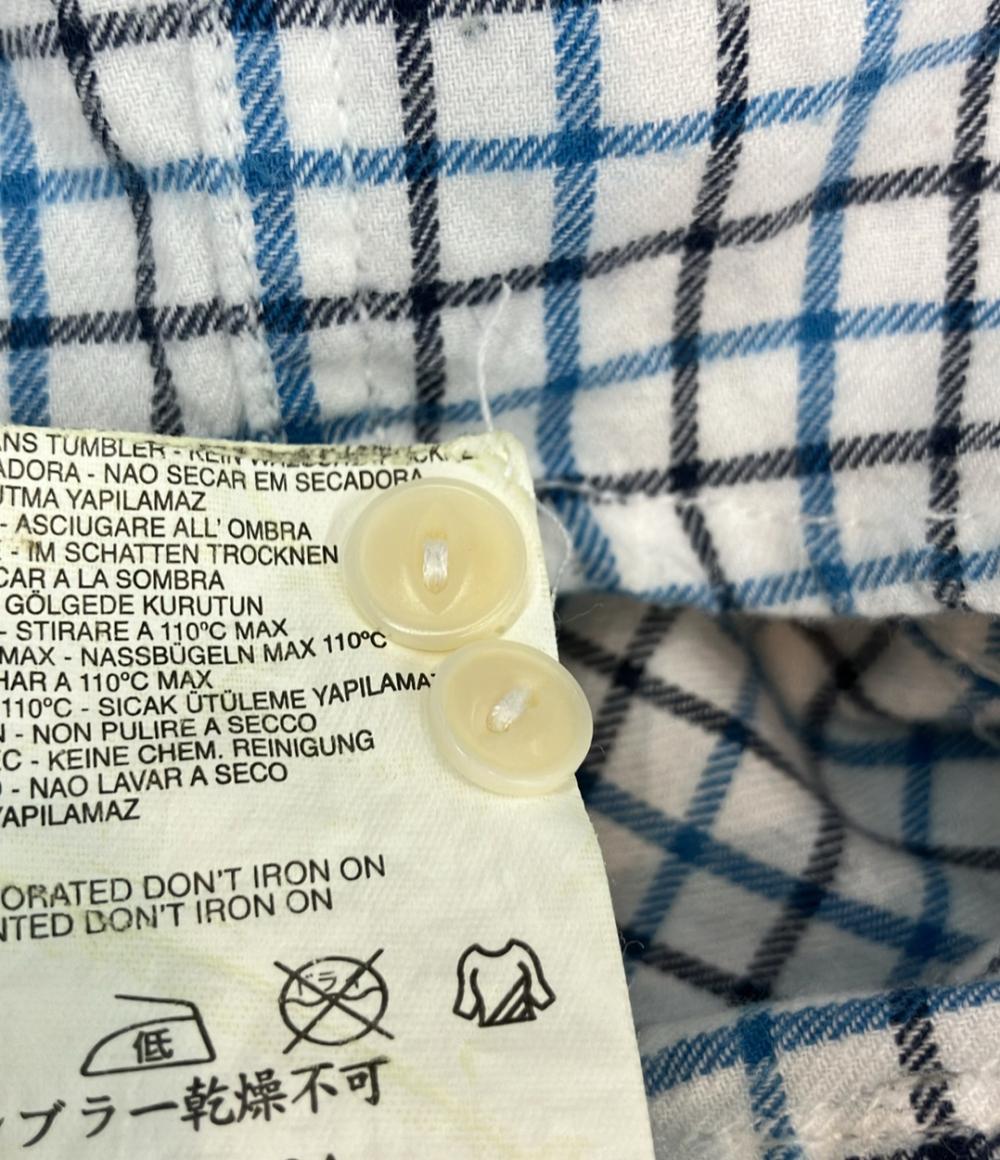 NS TUMBLER - KEIN
ADORA - NAO SECAR EM SECADORA
UTMA YAPILAMAZ
- ASCIUGARE ALL' OMBRA
- IM SCHATTEN TROCKNEN
CAR A LA SOMBRA
GÖLGEDE KURUTUN
- STIRARE A 110ºC MAX
MAX - NASSBÜGELN MAX 110ºC
HAR A 110ºC MAX
110ºC - SICAK ÜTÜLEME YAPILAMA
N - NON PULIRE A SECCO
C - KEINE CHEM. REINIGUNG
O - NAO LAVAR A SECO
YAPILAMAZ
ORATED DON'T IRON ON
NTED DON'T IRON ON
ドライ
低
ブラー乾燥不可